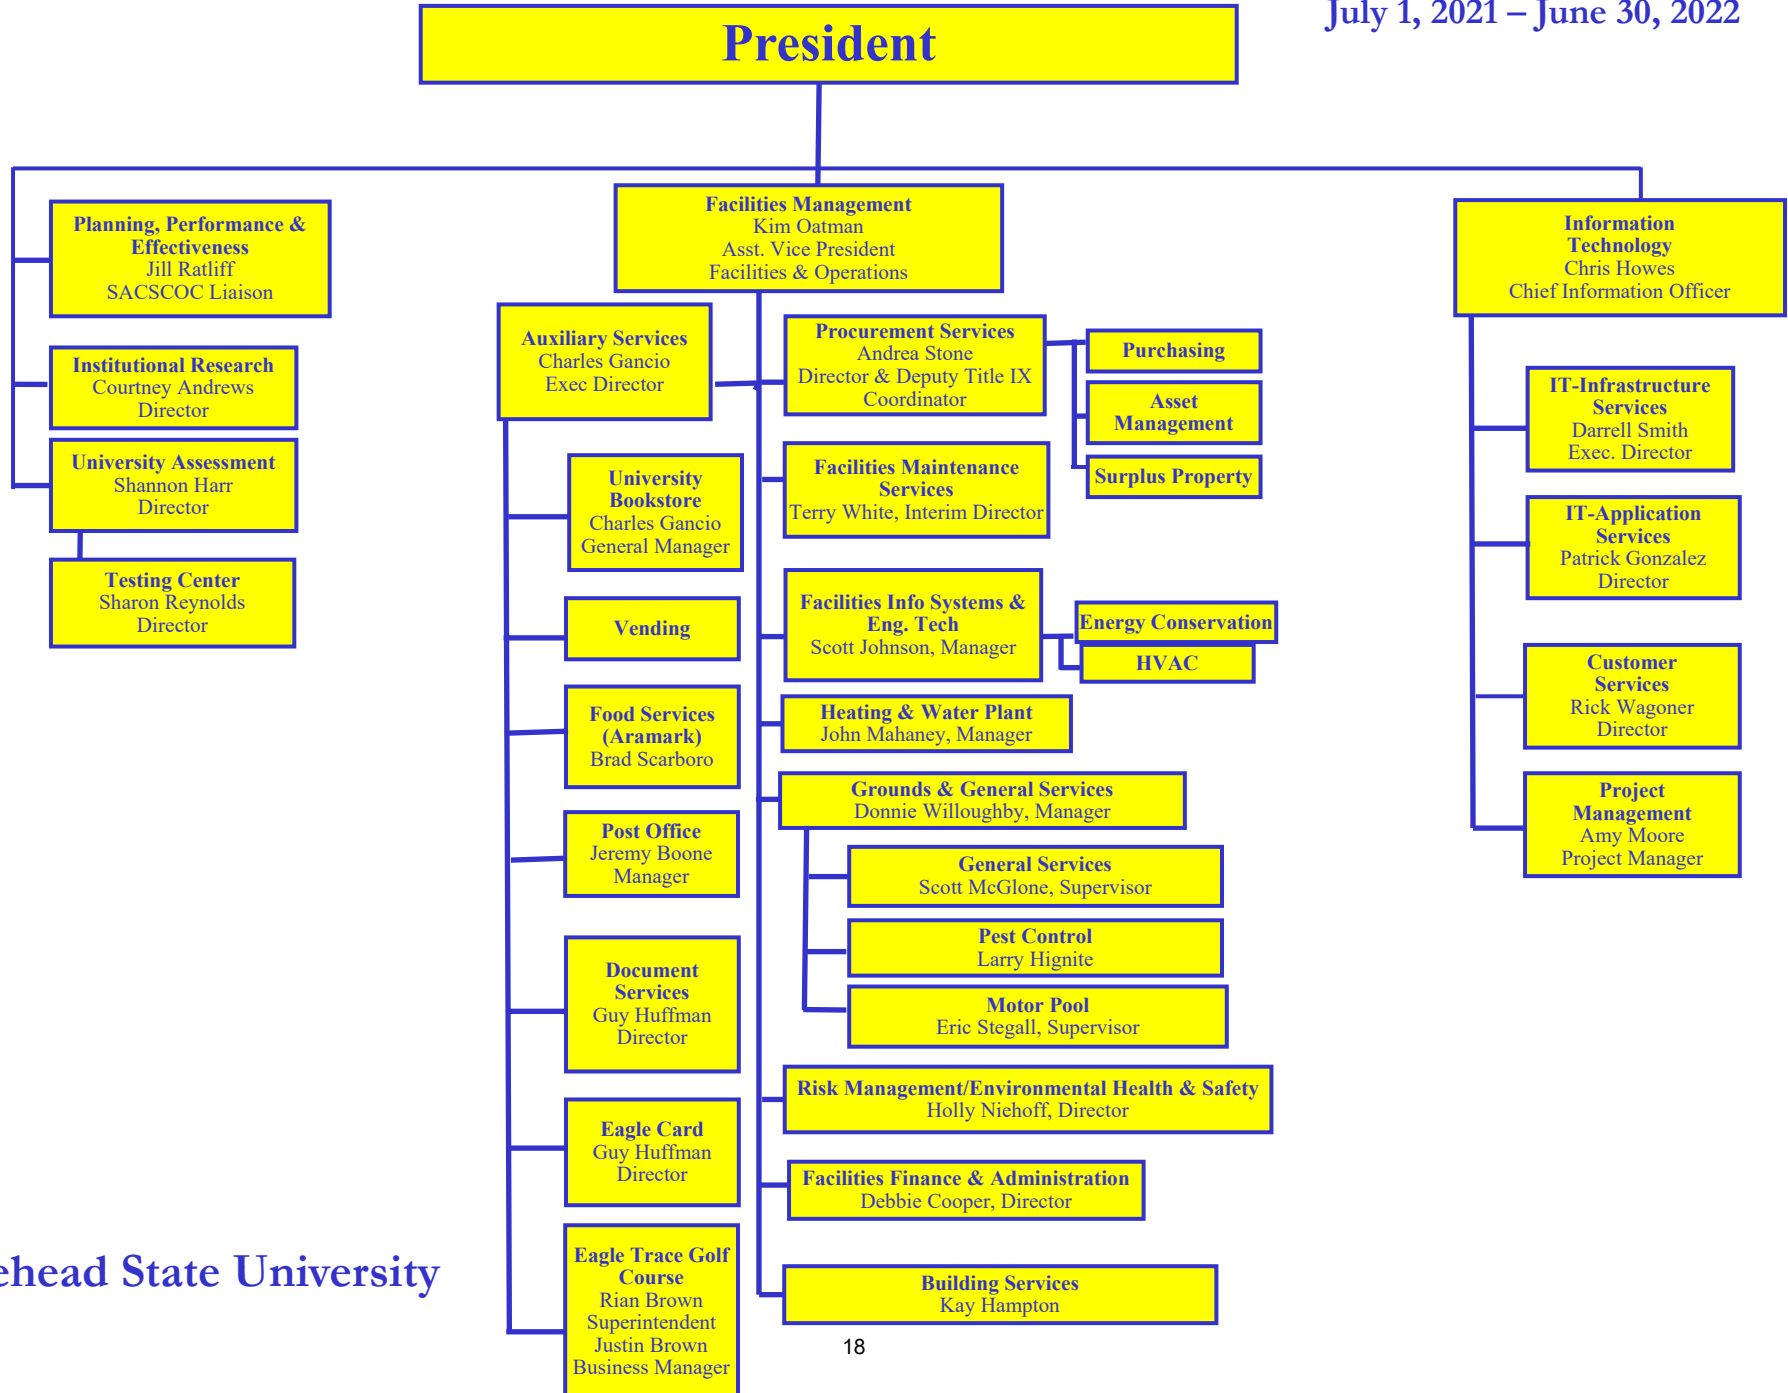 July 1, 2021 – June 30, 2022
President
Planning, Performance &
Effectiveness
Jill Ratliff
SACSCOC Liaison
Institutional Research
Courtney Andrews
Director
University Assessment
Shannon Harr
Director
Testing Center
Sharon Reynolds
Director
Facilities Management
Kim Oatman
Asst. Vice President
Facilities & Operations
Auxiliary Services
Charles Gancio
Exec Director
University
Bookstore
Charles Gancio
General Manager
Vending
Food Services
(Aramark)
Brad Scarboro
Post Office
Jeremy Boone
Manager
Document
Services
Guy Huffman
Director
Eagle Card
Guy Huffman
Director
Eagle Trace Golf
Course
Rian Brown
Superintendent
Justin Brown
Business Manager
Procurement Services
Andrea Stone
Director & Deputy Title IX
Coordinator
Purchasing
Asset
Management
Surplus Property
Facilities Maintenance
Services
Terry White, Interim Director
Facilities Info Systems &
Eng. Tech
Scott Johnson, Manager
Energy Conservation
HVAC
Heating & Water Plant
John Mahaney, Manager
Grounds & General Services
Donnie Willoughby, Manager
General Services
Scott McGlone, Supervisor
Pest Control
Larry Hignite
Motor Pool
Eric Stegall, Supervisor
Risk Management/Environmental Health & Safety
Holly Niehoff, Director
Facilities Finance & Administration
Debbie Cooper, Director
Building Services
Kay Hampton
Information
Technology
Chris Howes
Chief Information Officer
IT-Infrastructure
Services
Darrell Smith
Exec. Director
IT-Application
Services
Patrick Gonzalez
Director
Customer
Services
Rick Wagoner
Director
Project
Management
Amy Moore
Project Manager
ehead State University
18